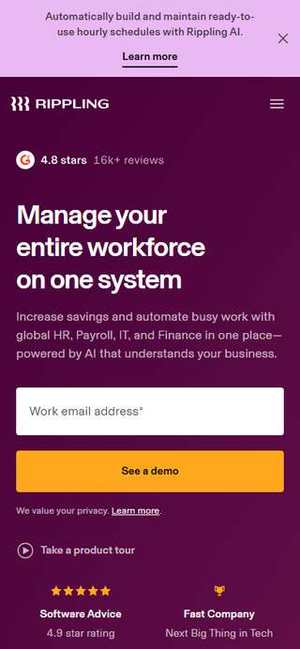 Automatically build and maintain ready-to-
use hourly schedules with Rippling AI.
Learn more
RIPPLING
4.8 stars 16k+ reviews
Manage your
entire workforce
on one system
Increase savings and automate busy work with
global HR, Payroll, IT, and Finance in one place—
powered by AI that understands your business.
Work email address*
See a demo
We value your privacy. Learn more.
Take a product tour
Software Advice
4.9 star rating
Fast Company
Next Big Thing in Tech